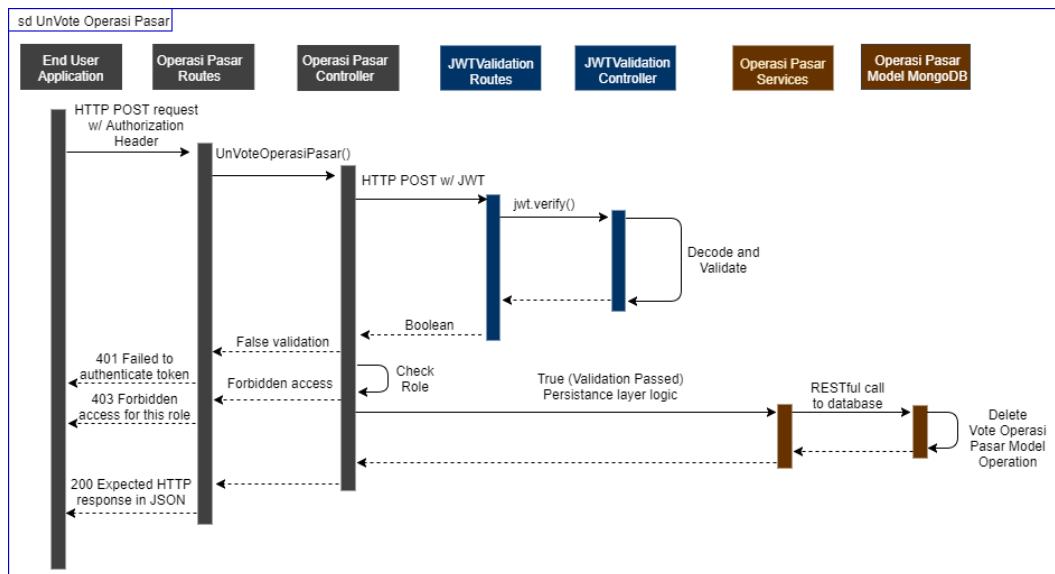 sd UnVote Operasi Pasar
End User
Application
Operasi Pasar
Routes
Operasi Pasar
Controller
JWTValidation
Routes
JWTValidation
Controller
Operasi Pasar
Services
Operasi Pasar
Model MongoDB
HTTP POST request
w/ Authorization
Header
UnVoteOperasiPasar()
HTTP POST w/ JWT
jwt.verify()
Decode and
Validate
Boolean
False validation
401 Failed to
authenticate token
Check
Role
Forbidden access
403 Forbidden
access for this role
True (Validation Passed)
Persistance layer logic
RESTful call
to database
Delete
Vote Operasi
Pasar Model
Operation
200 Expected HTTP
response in JSON